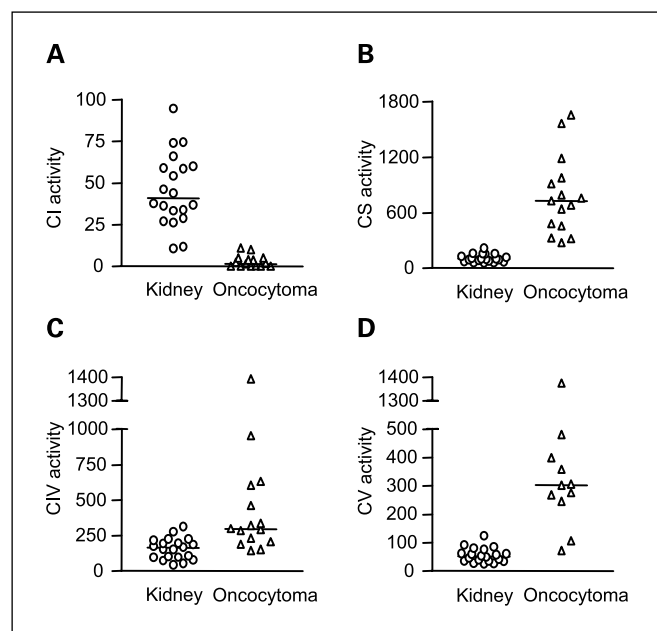 A
CI activity
100
75
50
25
0
Kidney Oncocytoma
B
CS activity
1800
1200
600
0
Kidney Oncocytoma
C
CIV activity
1400
1300
1000
750
500
250
0
Kidney Oncocytoma
D
CV activity
1400
1300
500
400
300
200
100
0
Kidney Oncocytoma